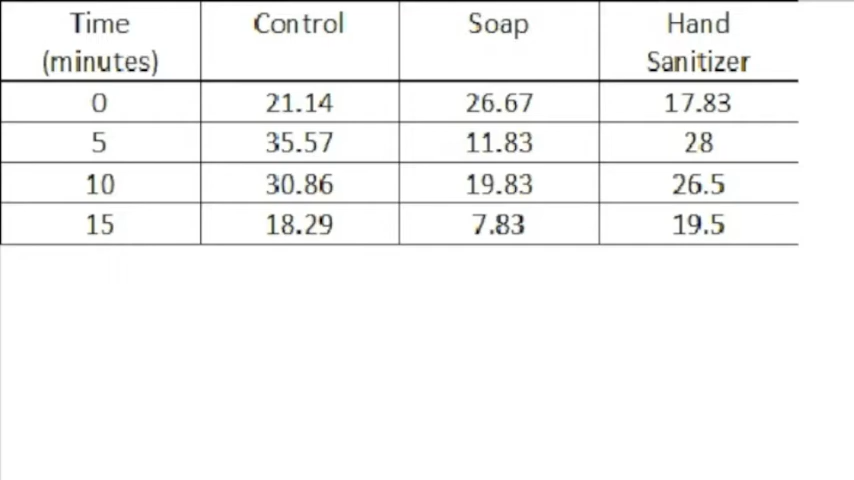 Time Control Soap Hand
(minutes) Sanitizer
0 21.14 26.67 17.83
5 35.57 11.83 28
10 30.86 19.83 26.5
15 18.29 7.83 19.5